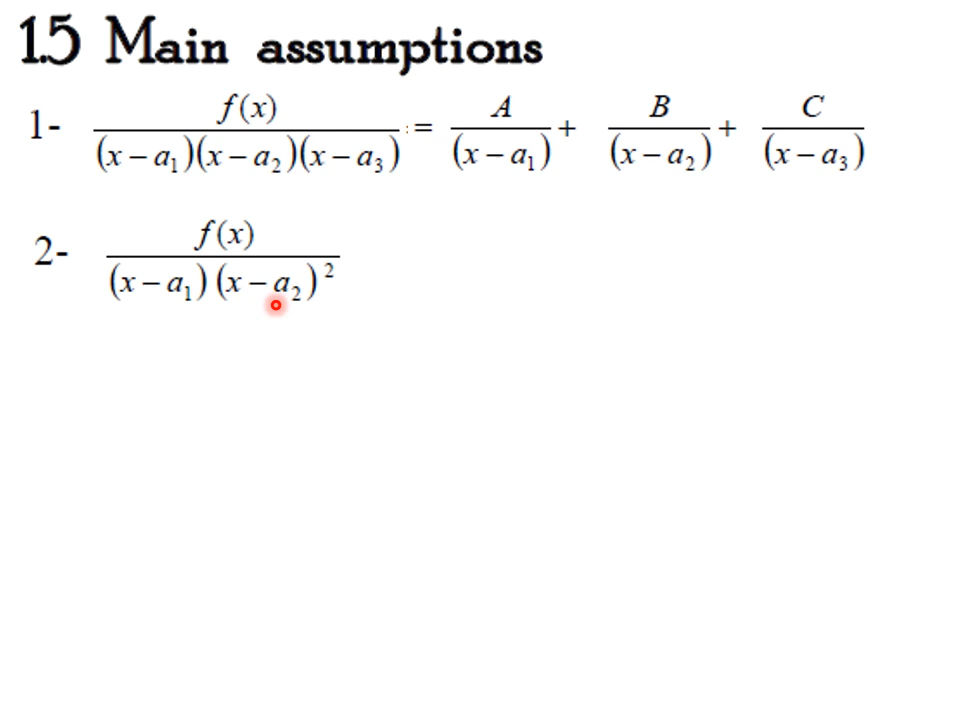 1.5 Main assumptions
1- f(x) / (x − a₁)(x − a₂)(x − a₃) = A / (x − a₁) + B / (x − a₂) + C / (x − a₃)
2- f(x) / (x − a₁)(x − a₂)²